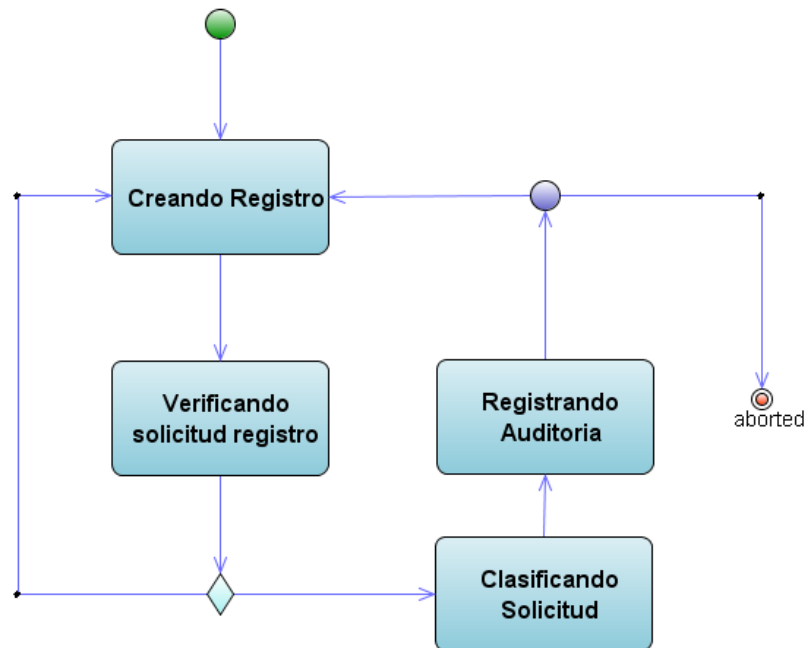 Creando Registro
Verificando
solicitud registro
Registrando
Auditoria
aborted
Clasificando
Solicitud